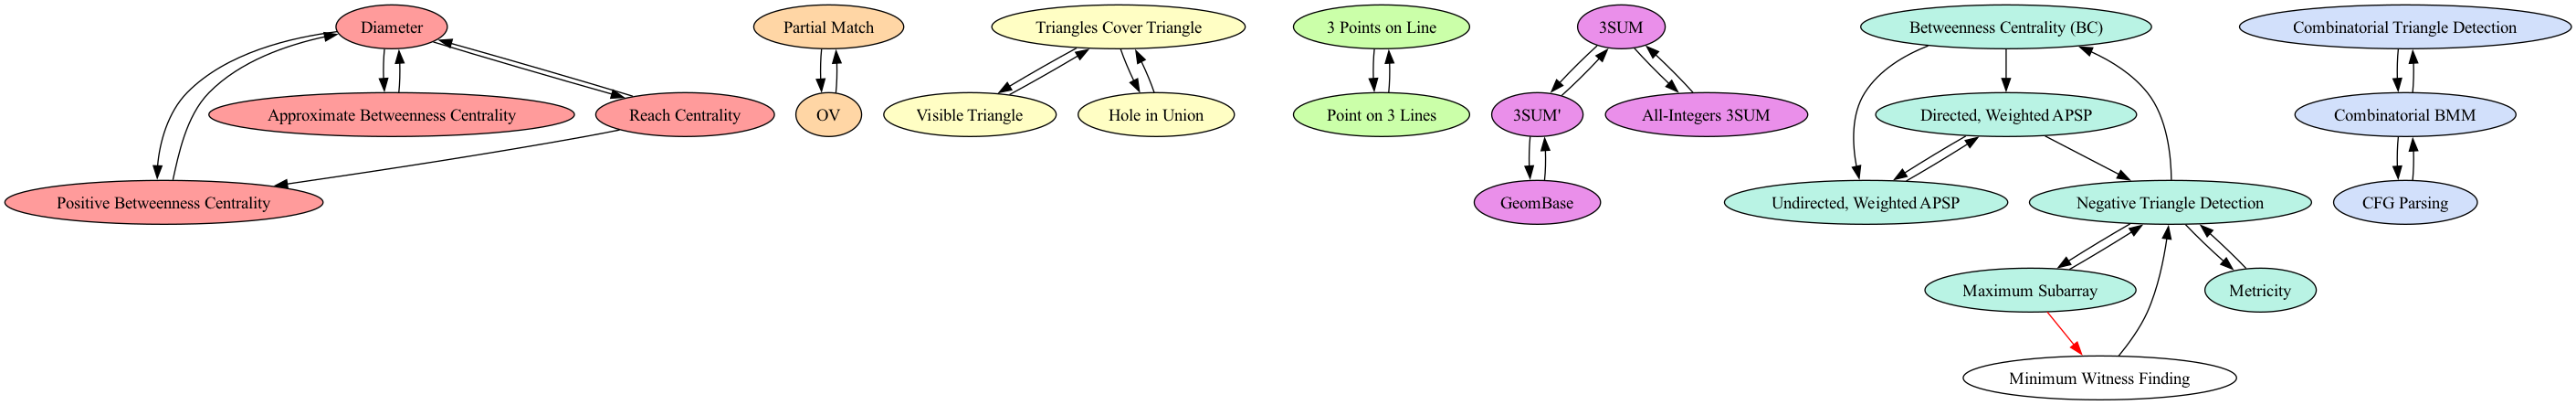 Diameter
Partial Match
Triangles Cover Triangle
3 Points on Line
3SUM
Betweenness Centrality (BC)
Combinatorial Triangle Detection
Approximate Betweenness Centrality
Reach Centrality
OV
Visible Triangle
Hole in Union
Point on 3 Lines
3SUM'
All-Integers 3SUM
Directed, Weighted APSP
Combinatorial BMM
Positive Betweenness Centrality
GeomBase
Undirected, Weighted APSP
Negative Triangle Detection
CFG Parsing
Maximum Subarray
Metricity
Minimum Witness Finding